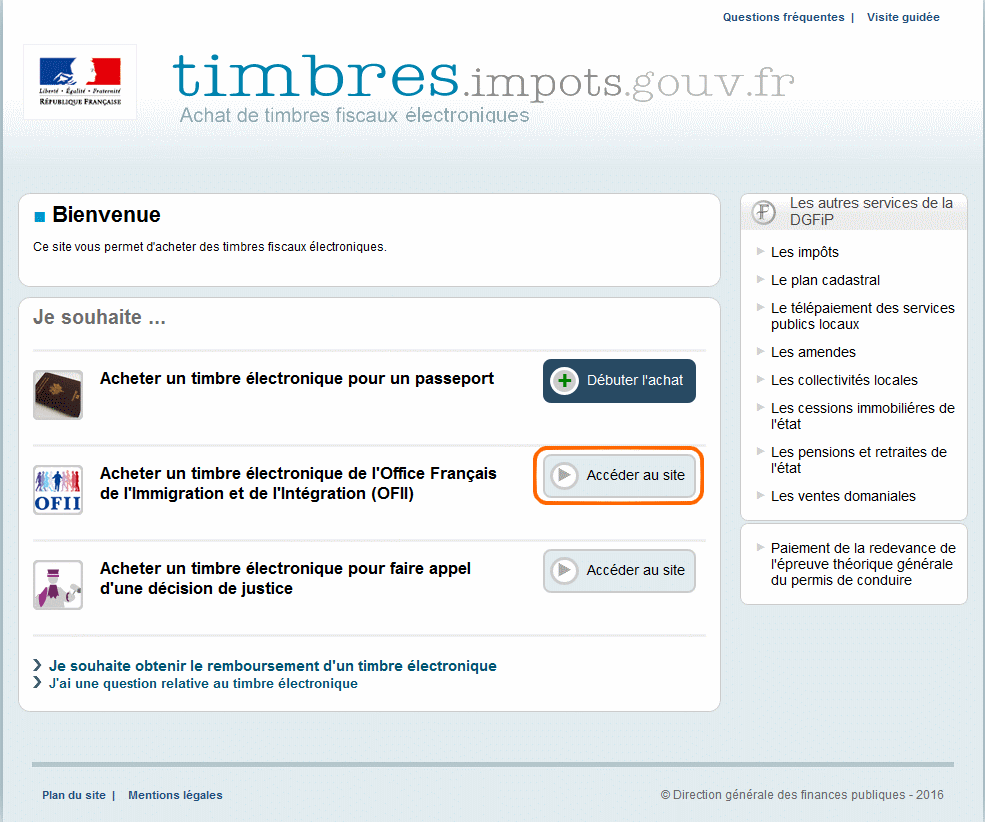 Questions fréquentes | Visite guidée
Liberté • Égalité • Fraternité
RÉPUBLIQUE FRANÇAISE
timbres.impots.gouv.fr
Achat de timbres fiscaux électroniques
Bienvenue
Ce site vous permet d'acheter des timbres fiscaux électroniques.
Je souhaite ...
Acheter un timbre électronique pour un passeport
Débuter l'achat
Acheter un timbre électronique de l'Office Français
de l'Immigration et de l'Intégration (OFII)
OFII
Accéder au site
Acheter un timbre électronique pour faire appel
d'une décision de justice
Accéder au site
Je souhaite obtenir le remboursement d'un timbre électronique
J'ai une question relative au timbre électronique
Les autres services de la
DGFiP
Les impôts
Le plan cadastral
Le télépaiement des services
publics locaux
Les amendes
Les collectivités locales
Les cessions immobiliéres de
l'état
Les pensions et retraites de
l'état
Les ventes domaniales
Paiement de la redevance de
l'épreuve théorique générale
du permis de conduire
Plan du site | Mentions légales
© Direction générale des finances publiques - 2016